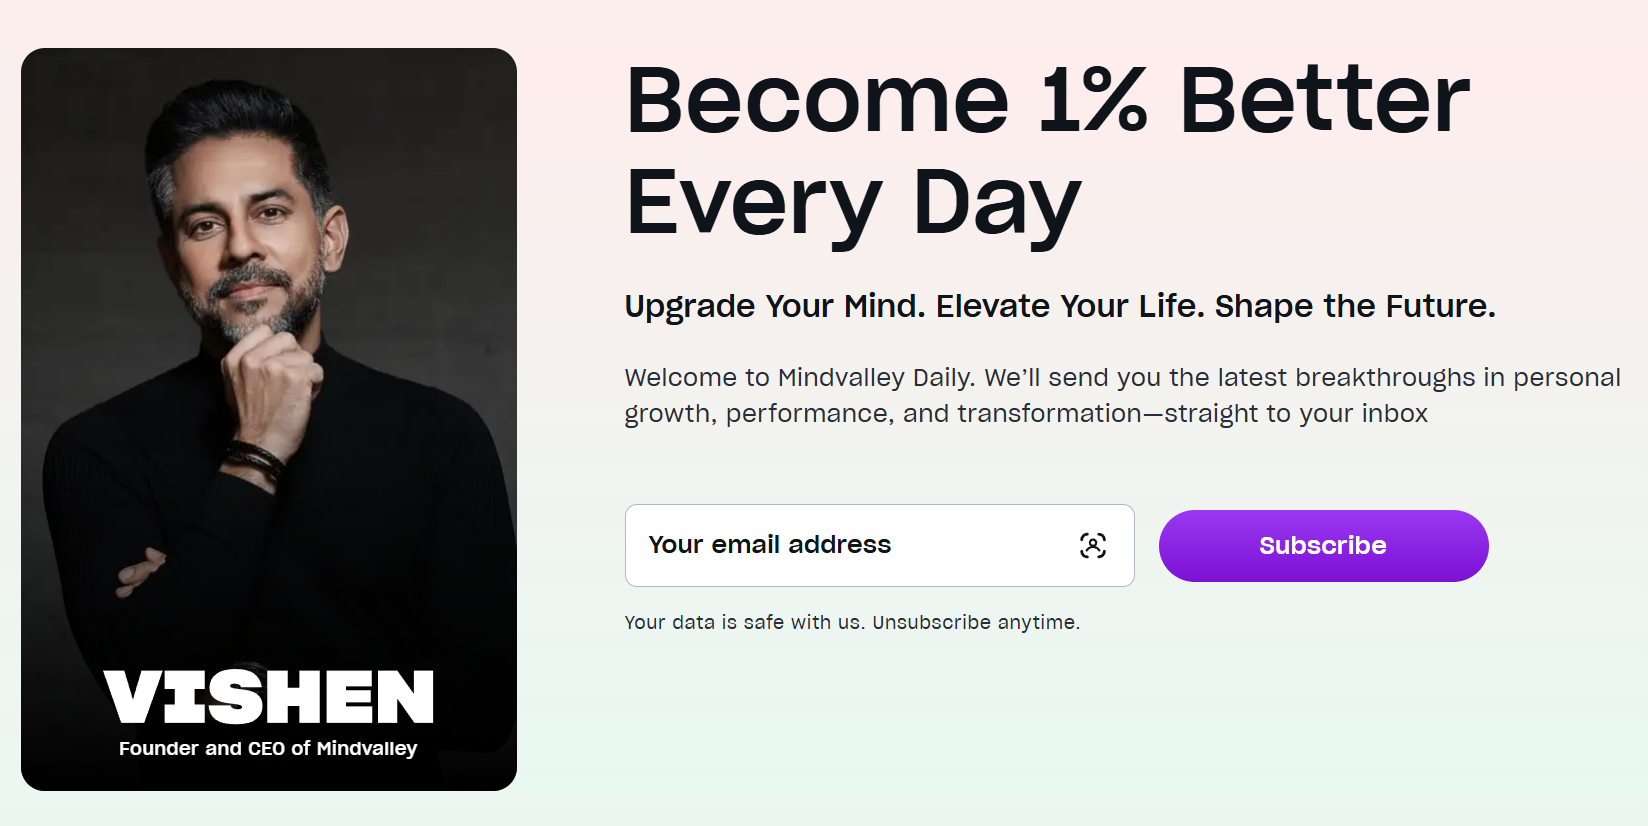 Become 1% Better
Every Day
Upgrade Your Mind. Elevate Your Life. Shape the Future.
Welcome to Mindvalley Daily. We’ll send you the latest breakthroughs in personal
growth, performance, and transformation—straight to your inbox
Your email address
Subscribe
Your data is safe with us. Unsubscribe anytime.
VISHEN
Founder and CEO of Mindvalley